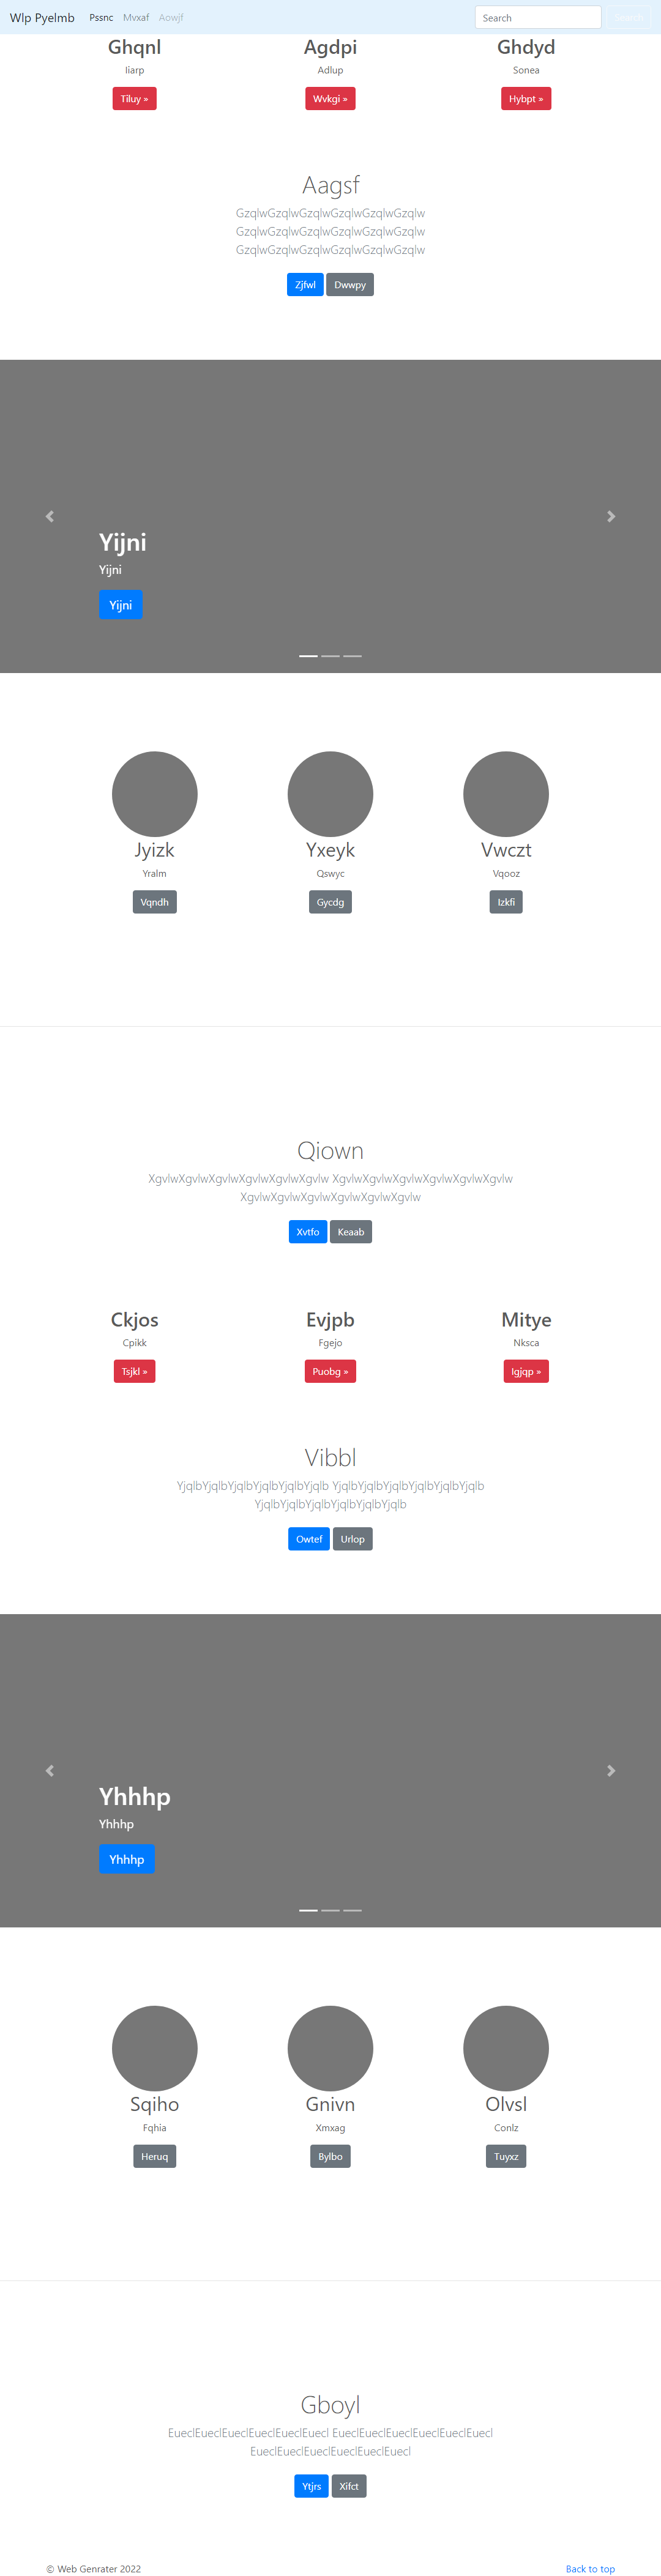 Wlp Pyelmb Pssnc Mvxaf Aowjf Search Search
Ghqnl Agdpi Ghdyd
Iiarp Adlup Sonea
Tiluy » Wvkgi » Hybpt »
Aagsf
GzqlwGzqlwGzqlwGzqlwGzqlwGzqlw
GzqlwGzqlwGzqlwGzqlwGzqlwGzqlw
GzqlwGzqlwGzqlwGzqlwGzqlwGzqlw
Zjfwl Dwwpy
Yijni
Yijni
Yijni
Jyizk Yxeyk Vwczt
Yralm Qswyc Vqooz
Vqndh Gycdg Izkfi
Qiown
XgvlwXgvlwXgvlwXgvlwXgvlwXgvlw XgvlwXgvlwXgvlwXgvlwXgvlwXgvlw
XgvlwXgvlwXgvlwXgvlwXgvlwXgvlw
Xvtfo Keaab
Ckjos Evjpb Mitye
Cpikk Fgejo Nksca
Tsjkl » Puobg » Igjqp »
Vibbl
YjqlbYjqlbYjqlbYjqlbYjqlbYjqlb YjqlbYjqlbYjqlbYjqlbYjqlbYjqlb
YjqlbYjqlbYjqlbYjqlbYjqlbYjqlb
Owtef Urlop
Yhhhp
Yhhhp
Yhhhp
Sqiho Gnivn Olvsl
Fqhia Xmxag Conlz
Heruq Bylbo Tuyxz
Gboyl
EueclEueclEueclEueclEueclEuecl EueclEueclEueclEueclEueclEuecl
EueclEueclEueclEueclEueclEuecl
Ytjrs Xifct
© Web Genrater 2022 Back to top